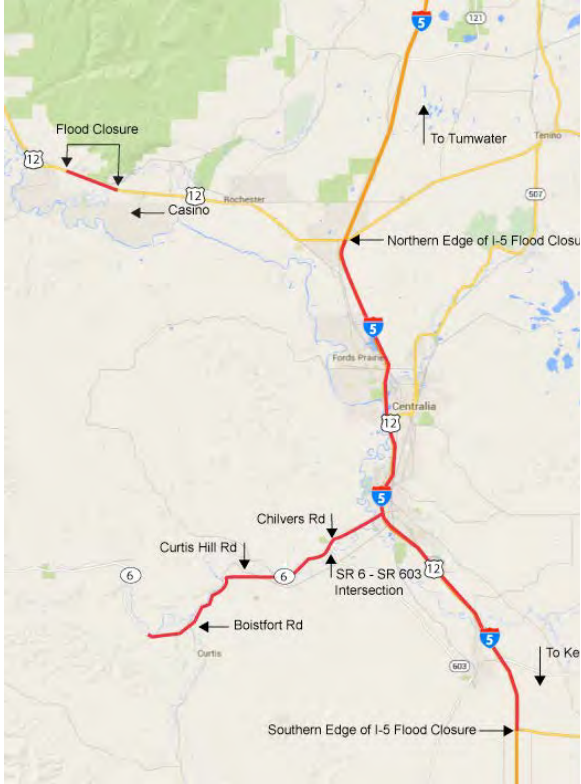 5
121
To Tumwater
Flood Closure
12
12
Tenino
507
Rochester
Casino
Northern Edge of I-5 Flood Closu
5
Fords Prairie
Centralia
12
5
Chilvers Rd
Curtis Hill Rd
12
6
6
SR 6 - SR 603
Intersection
Boistfort Rd
5
Curtis
603
To Ke
Southern Edge of I-5 Flood Closure